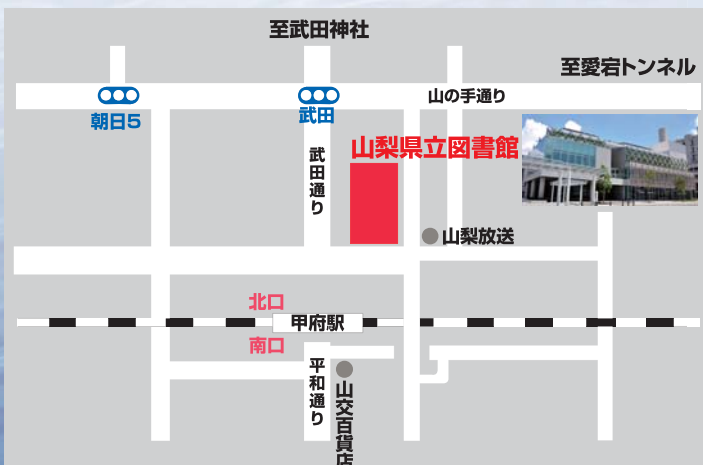 至武田神社
至愛宕トンネル
朝日5
武田
山の手通り
武田通り
山梨県立図書館
山梨放送
北口
甲府駅
南口
平和通り
山交百貨店